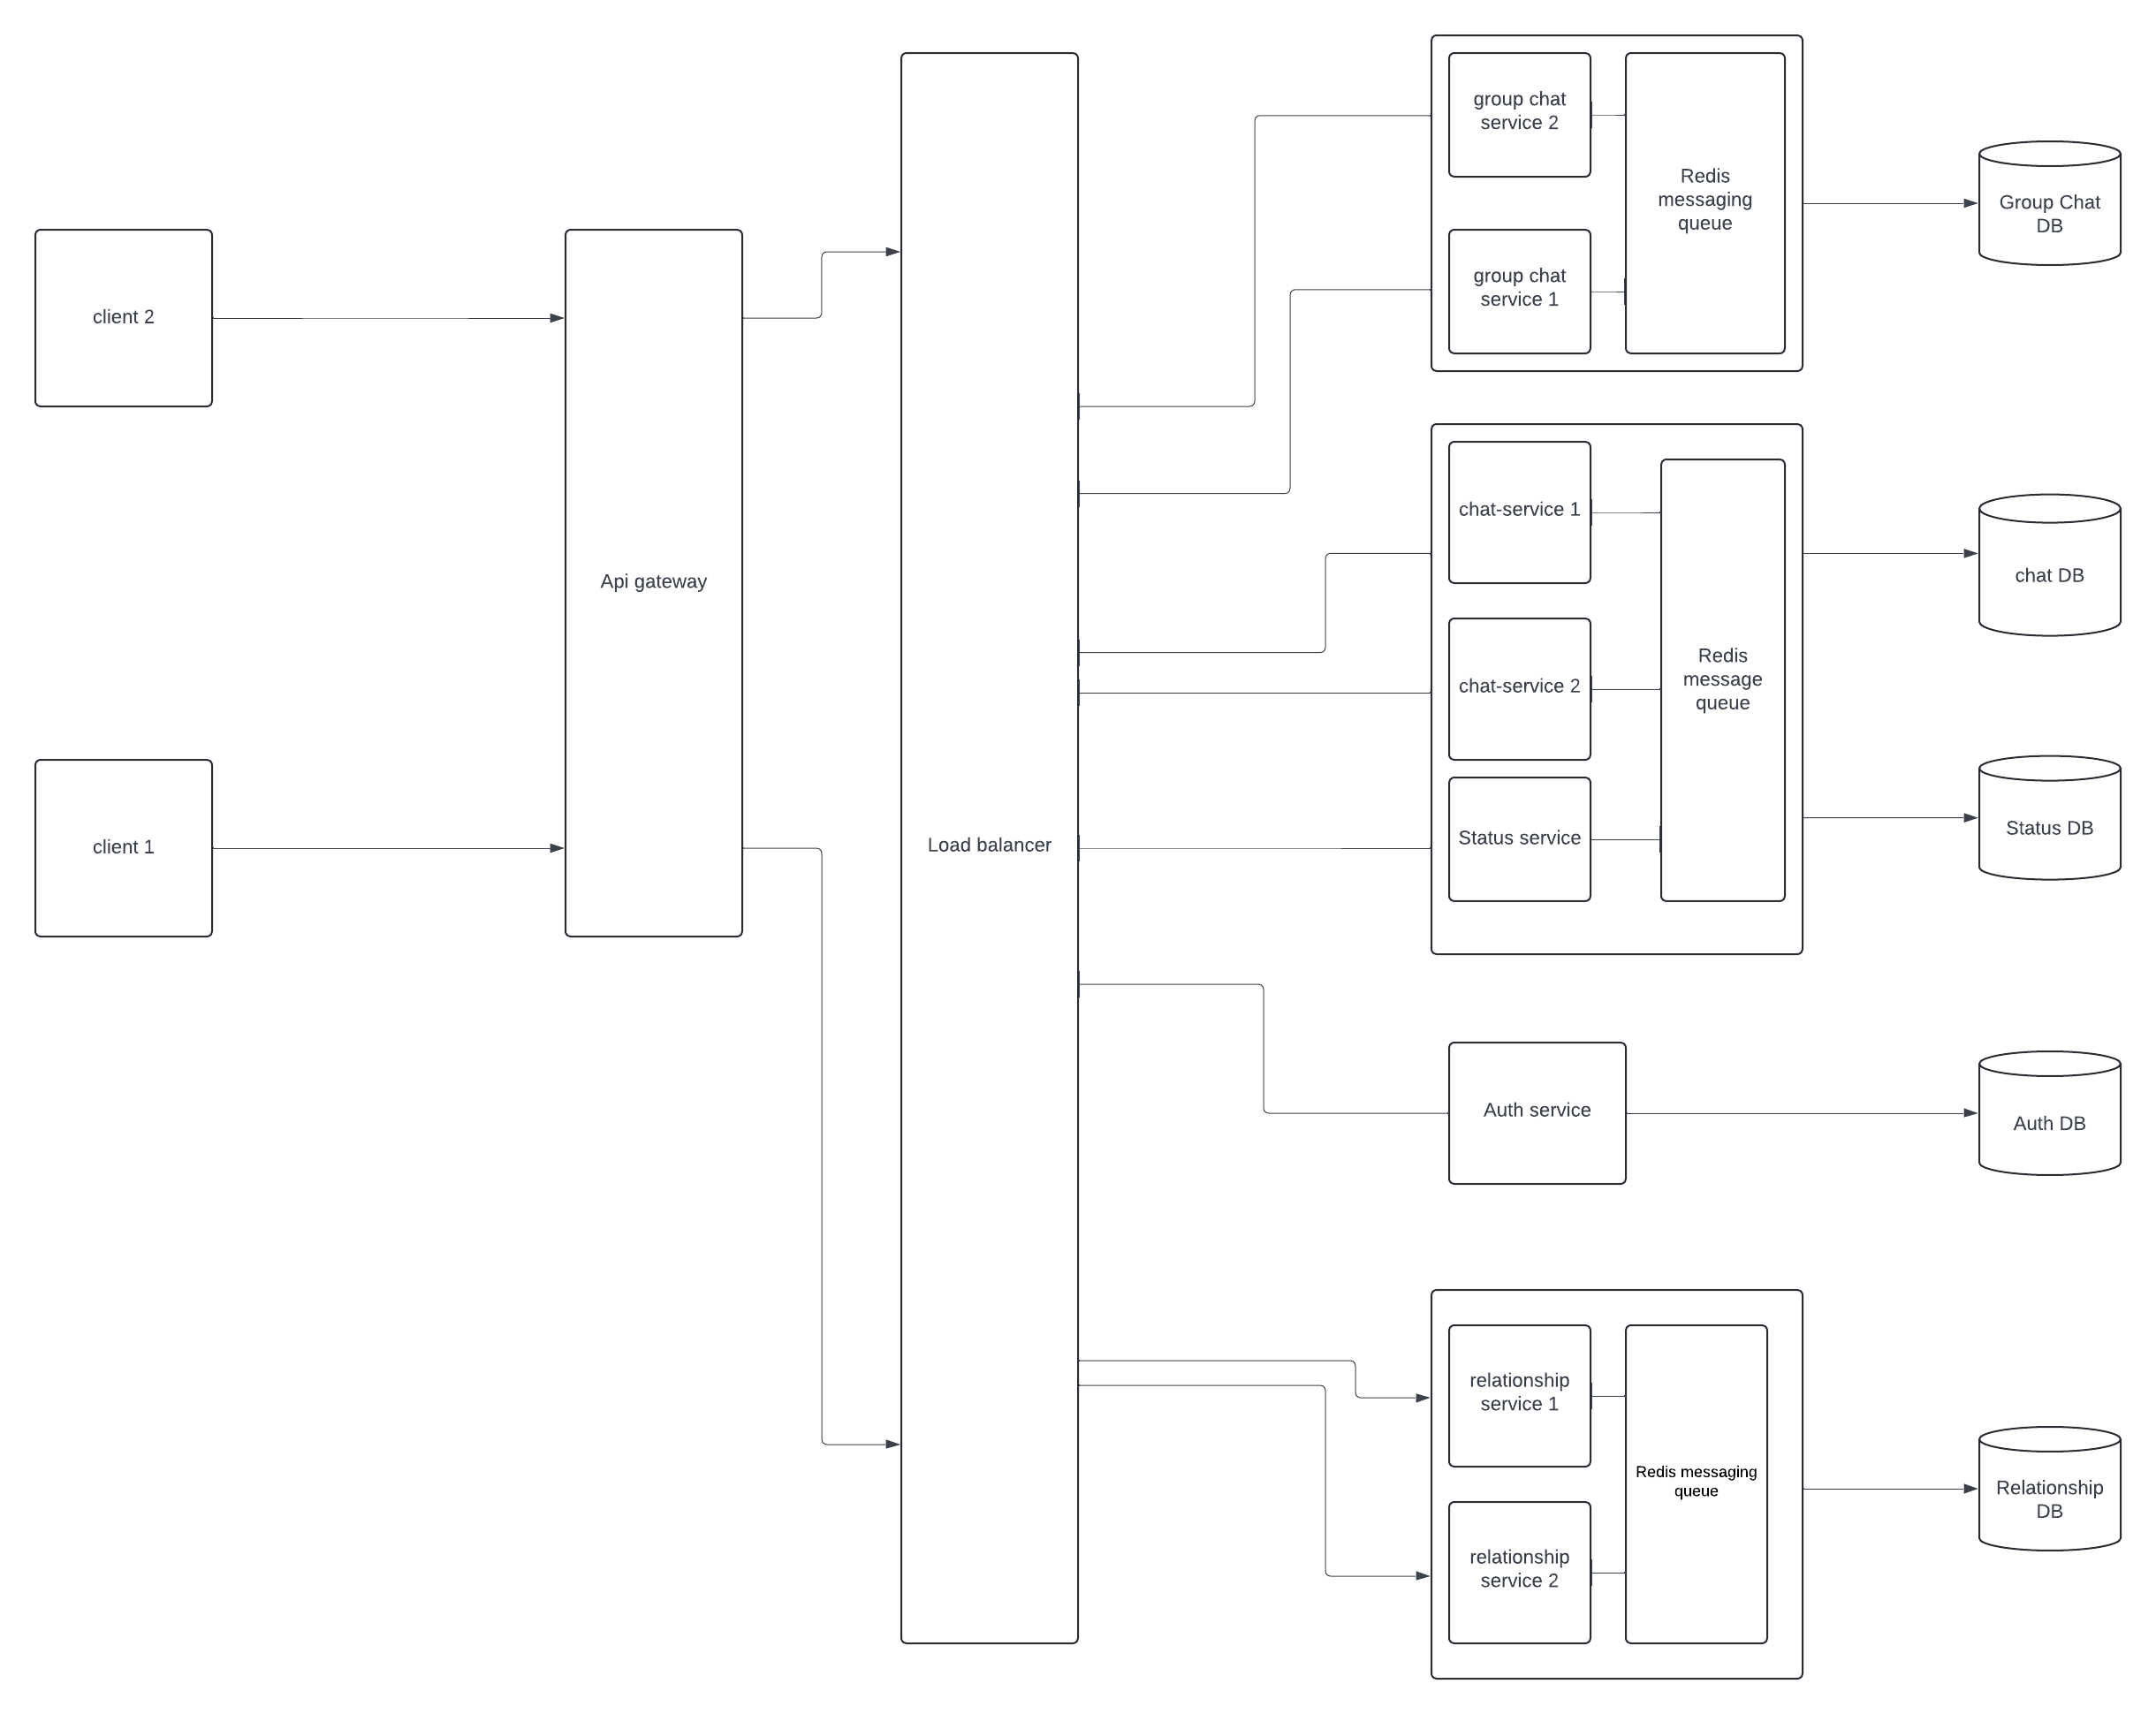 group chat
service 2
Redis
messaging
queue
Group Chat
DB
group chat
service 1
client 2
chat-service 1
chat DB
Api gateway
Redis
message
queue
chat-service 2
Status service
Status DB
Load balancer
client 1
Auth service
Auth DB
relationship
service 1
Redis messaging
queue
Relationship
DB
relationship
service 2